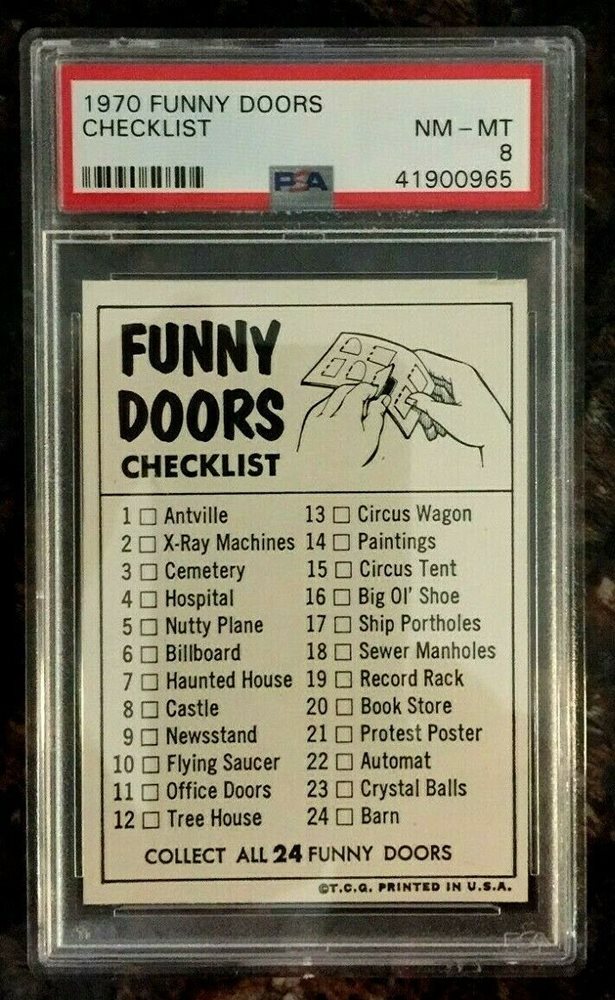 1970 FUNNY DOORS
CHECKLIST
NM - MT
8
PSA
41900965
FUNNY
DOORS
CHECKLIST
1 □ Antville
2 □ X-Ray Machines
3 □ Cemetery
4 □ Hospital
5 □ Nutty Plane
6 □ Billboard
7 □ Haunted House
8 □ Castle
9 □ Newsstand
10 □ Flying Saucer
11 □ Office Doors
12 □ Tree House
13 □ Circus Wagon
14 □ Paintings
15 □ Circus Tent
16 □ Big Ol' Shoe
17 □ Ship Portholes
18 □ Sewer Manholes
19 □ Record Rack
20 □ Book Store
21 □ Protest Poster
22 □ Automat
23 □ Crystal Balls
24 □ Barn
COLLECT ALL 24 FUNNY DOORS
©T.C.G. PRINTED IN U.S.A.
PSA